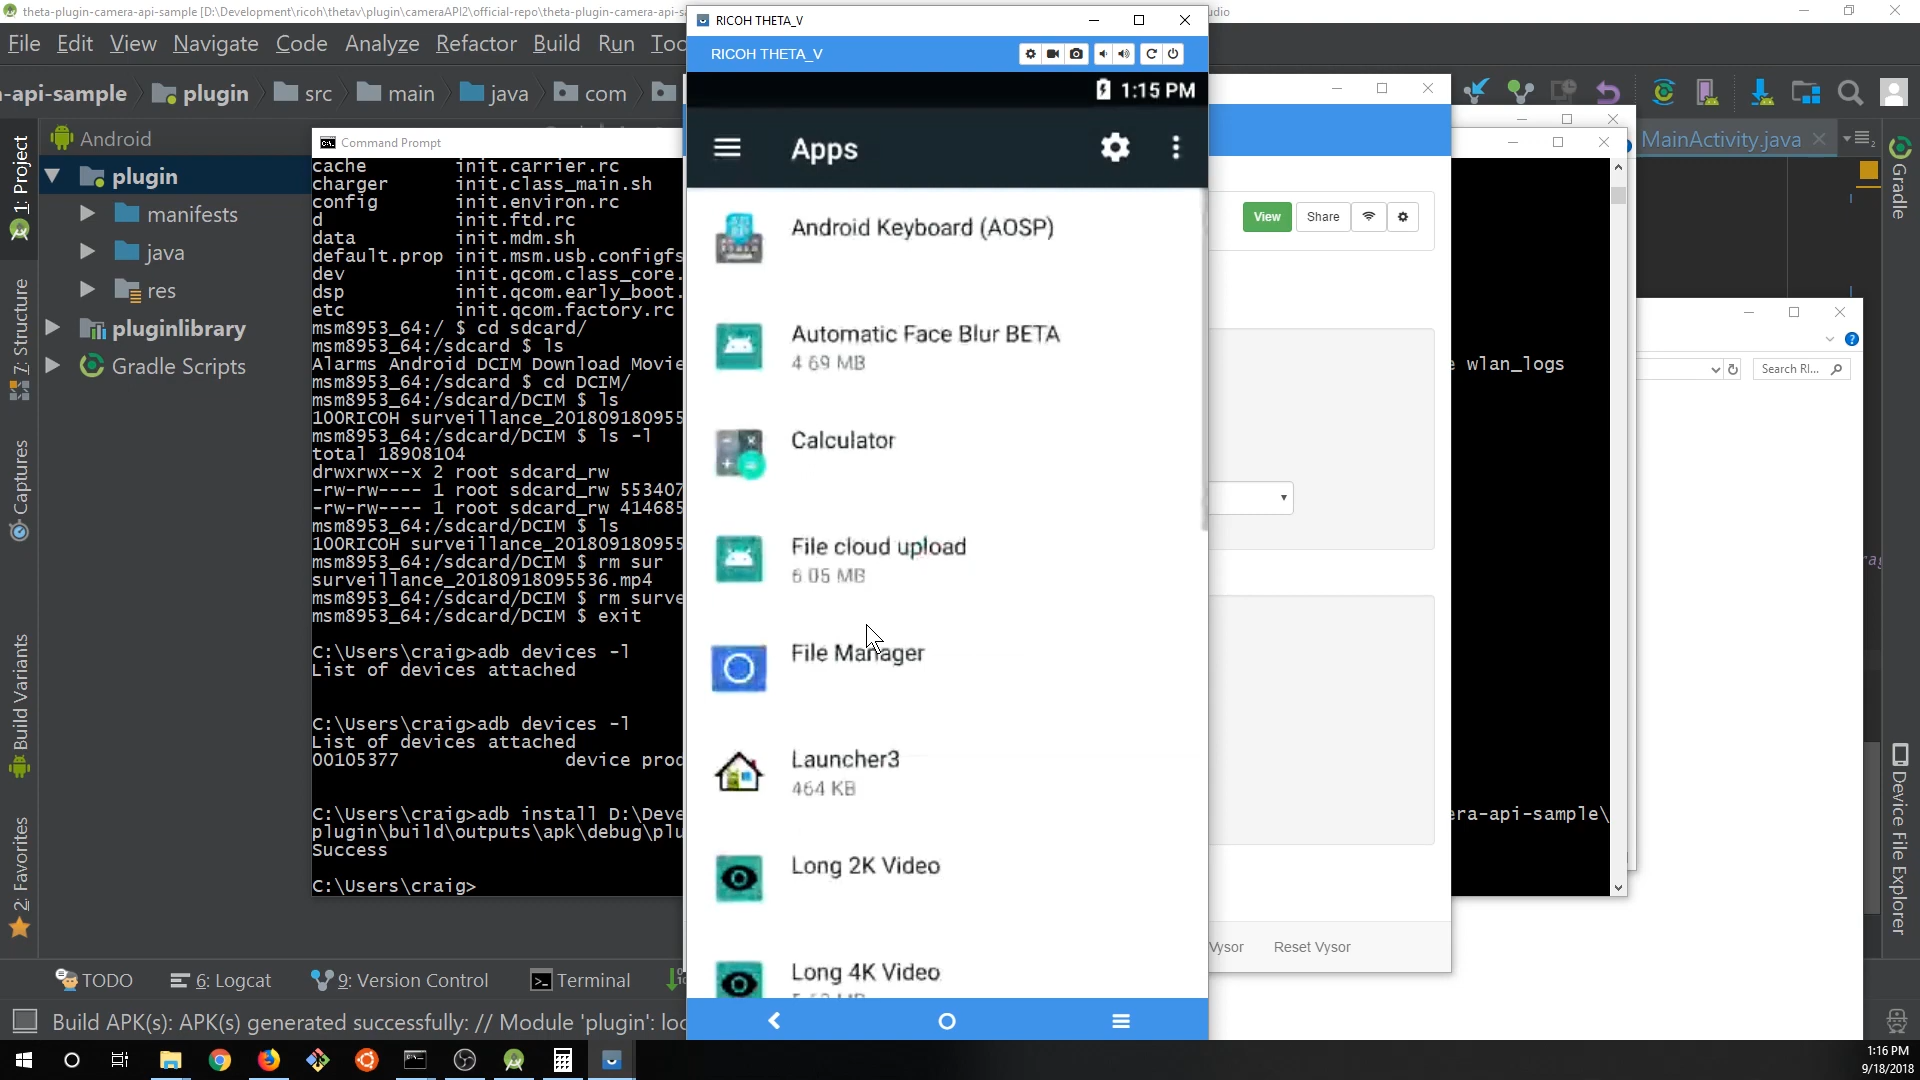 theta-plugin-camera-api-sample [D:\Development\ricoh\thetav\plugin\cameraAPI2\official-repo\theta-plugin-camera-api-s
File Edit View Navigate Code Analyze Refactor Build Run Too
-api-sample plugin src main java com
Android
1: Project
plugin
manifests
java
res
pluginlibrary
Gradle Scripts
7: Structure
Captures
Build Variants
2: Favorites
Command Prompt
cache init.carrier.rc
charger init.class_main.sh
config init.environ.rc
d init.ftd.rc
data init.mdm.sh
default.prop init.msm.usb.configfs
dev init.qcom.class_core.
dsp init.qcom.early_boot.
etc init.qcom.factory.rc
msm8953_64:/ $ cd sdcard/
msm8953_64:/sdcard $ ls
Alarms Android DCIM Download Movie
msm8953_64:/sdcard $ cd DCIM/
msm8953_64:/sdcard/DCIM $ ls
100RICOH surveillance_201809180955
msm8953_64:/sdcard/DCIM $ ls -l
total 18908104
drwxrwx--x 2 root sdcard_rw
-rw-rw---- 1 root sdcard_rw 553407
-rw-rw---- 1 root sdcard_rw 414685
msm8953_64:/sdcard/DCIM $ ls
100RICOH surveillance_201809180955
msm8953_64:/sdcard/DCIM $ rm sur
surveillance_20180918095536.mp4
msm8953_64:/sdcard/DCIM $ rm surve
msm8953_64:/sdcard/DCIM $ exit
C:\Users\craig>adb devices -l
List of devices attached
C:\Users\craig>adb devices -l
List of devices attached
00105377 device prod
C:\Users\craig>adb install D:\Deve
plugin\build\outputs\apk\debug\plu
Success
C:\Users\craig>
RICOH THETA_V
RICOH THETA_V
1:15 PM
Apps
Android Keyboard (AOSP)
Automatic Face Blur BETA
4.69 MB
Calculator
File cloud upload
6.05 MB
File Manager
Launcher3
464 KB
Long 2K Video
Long 4K Video
View Share
Vysor Reset Vysor
wlan_logs
era-api-sample\
MainActivity.java
Search RI...
Gradle
Device File Explorer
TODO 6: Logcat 9: Version Control Terminal
Build APK(s): APK(s) generated successfully: // Module 'plugin': loc
1:16 PM
9/18/2018